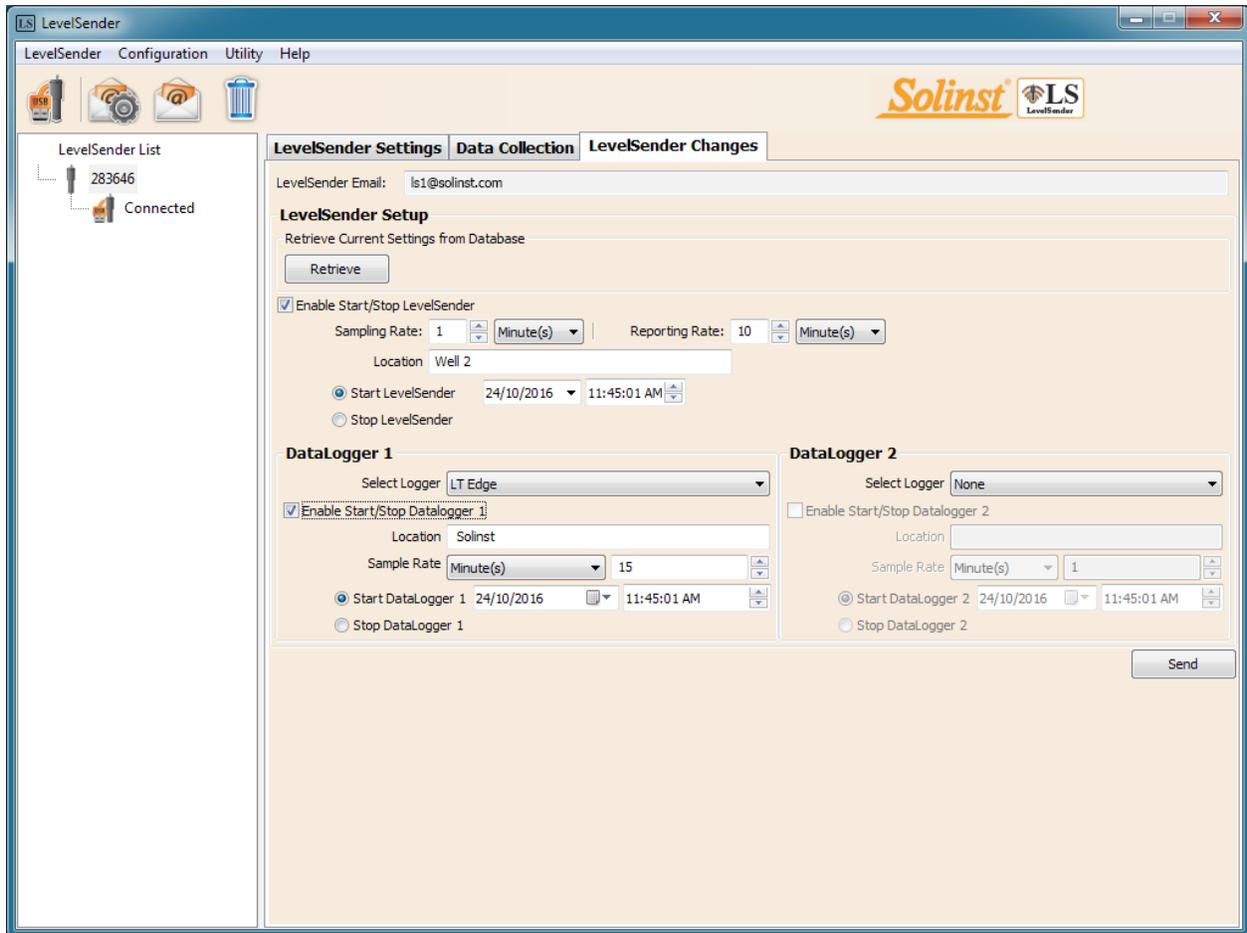 LS LevelSender
LevelSender Configuration Utility Help
USB @ @ Solinst LS
LevelSender
LevelSender List
283646
Connected
LevelSender Settings Data Collection LevelSender Changes
LevelSender Email: ls1@solinst.com
LevelSender Setup
Retrieve Current Settings from Database
Retrieve
Enable Start/Stop LevelSender
Sampling Rate: 1 Minute(s) Reporting Rate: 10 Minute(s)
Location Well 2
Start LevelSender 24/10/2016 11:45:01 AM
Stop LevelSender
DataLogger 1
Select Logger LT Edge
Enable Start/Stop Datalogger 1
Location Solinst
Sample Rate Minute(s) 15
Start DataLogger 1 24/10/2016 11:45:01 AM
Stop DataLogger 1
DataLogger 2
Select Logger None
Enable Start/Stop Datalogger 2
Location
Sample Rate Minute(s) 1
Start DataLogger 2 24/10/2016 11:45:01 AM
Stop DataLogger 2
Send